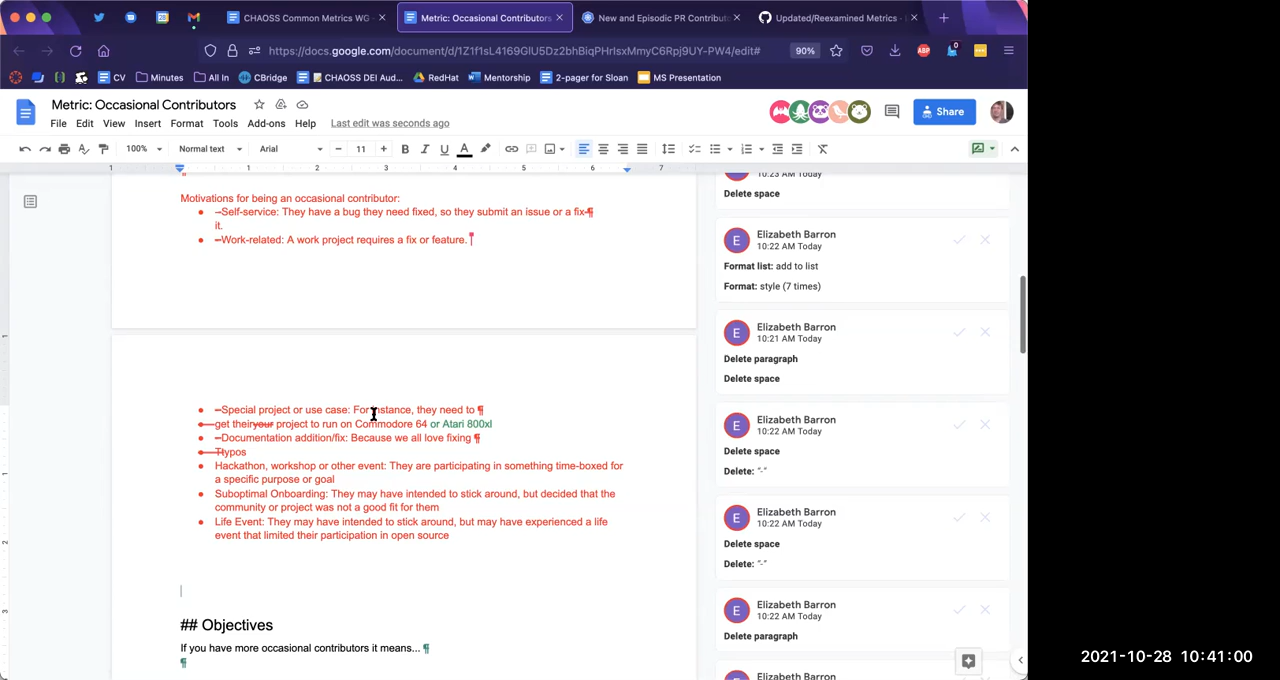 CHAOSS Common Metrics WG -
Metric: Occasional Contributors
New and Episodic PR Contribut
Updated/Reexamined Metrics -
https://docs.google.com/document/d/1Z1f1sL4169GlU5Dz2bhBiqPHrIsxMmyC6Rpj9UY-PW4/edit#
90%
CV
Minutes
All In
CBridge
CHAOSS DEI Aud...
RedHat
Mentorship
2-pager for Sloan
MS Presentation
Metric: Occasional Contributors
File Edit View Insert Format Tools Add-ons Help Last edit was seconds ago
Share
100% Normal text Arial 11
1 1 2 3 4 5 6 7
Motivations for being an occasional contributor:
● -Self-service: They have a bug they need fixed, so they submit an issue or a fix ¶
it.
● -Work-related: A work project requires a fix or feature.
● -Special project or use case: For instance, they need to ¶
● get theiryour project to run on Commodore 64 or Atari 800xl
● -Documentation addition/fix: Because we all love fixing ¶
● Ttypos
● Hackathon, workshop or other event: They are participating in something time-boxed for
a specific purpose or goal
● Suboptimal Onboarding: They may have intended to stick around, but decided that the
community or project was not a good fit for them
● Life Event: They may have intended to stick around, but may have experienced a life
event that limited their participation in open source
## Objectives
If you have more occasional contributors it means... ¶
¶
10:23 AM Today
Delete space
Elizabeth Barron
10:22 AM Today
Format list: add to list
Format: style (7 times)
Elizabeth Barron
10:21 AM Today
Delete paragraph
Delete space
Elizabeth Barron
10:22 AM Today
Delete space
Delete: "-"
Elizabeth Barron
10:22 AM Today
Delete space
Delete: "-"
Elizabeth Barron
10:22 AM Today
Delete paragraph
Elizabeth Barron
2021-10-28 10:41:00